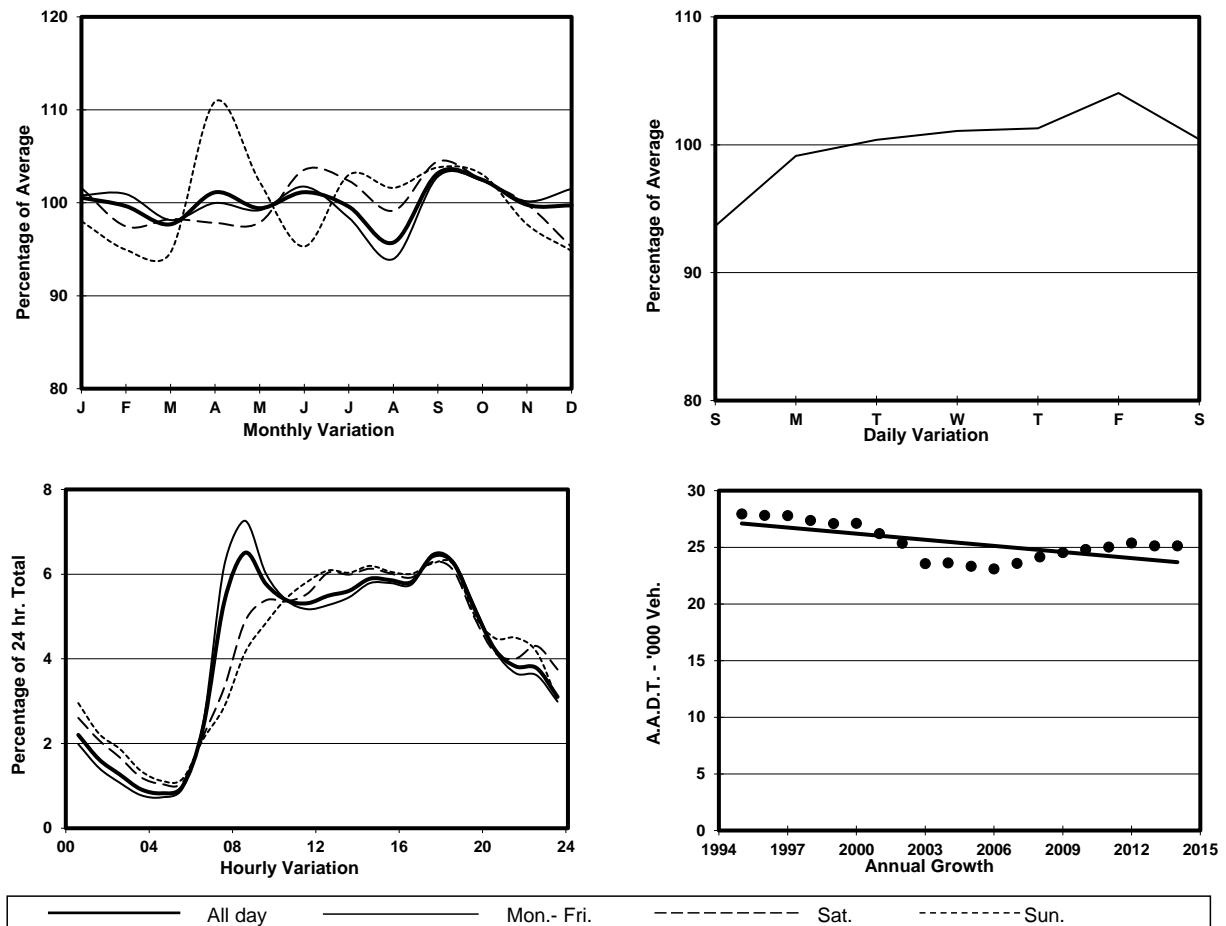 120
110
100
90
80
Percentage of Average
J F M A M J J A S O N D
Monthly Variation
110
100
90
80
Percentage of Average
S M T W T F S
Daily Variation
8
6
4
2
0
Percentage of 24 hr. Total
00 04 08 12 16 20 24
Hourly Variation
30
25
20
15
10
5
0
A.A.D.T. - '000 Veh.
1994 1997 2000 2003 2006 2009 2012 2015
Annual Growth
All day Mon.- Fri. Sat. Sun.